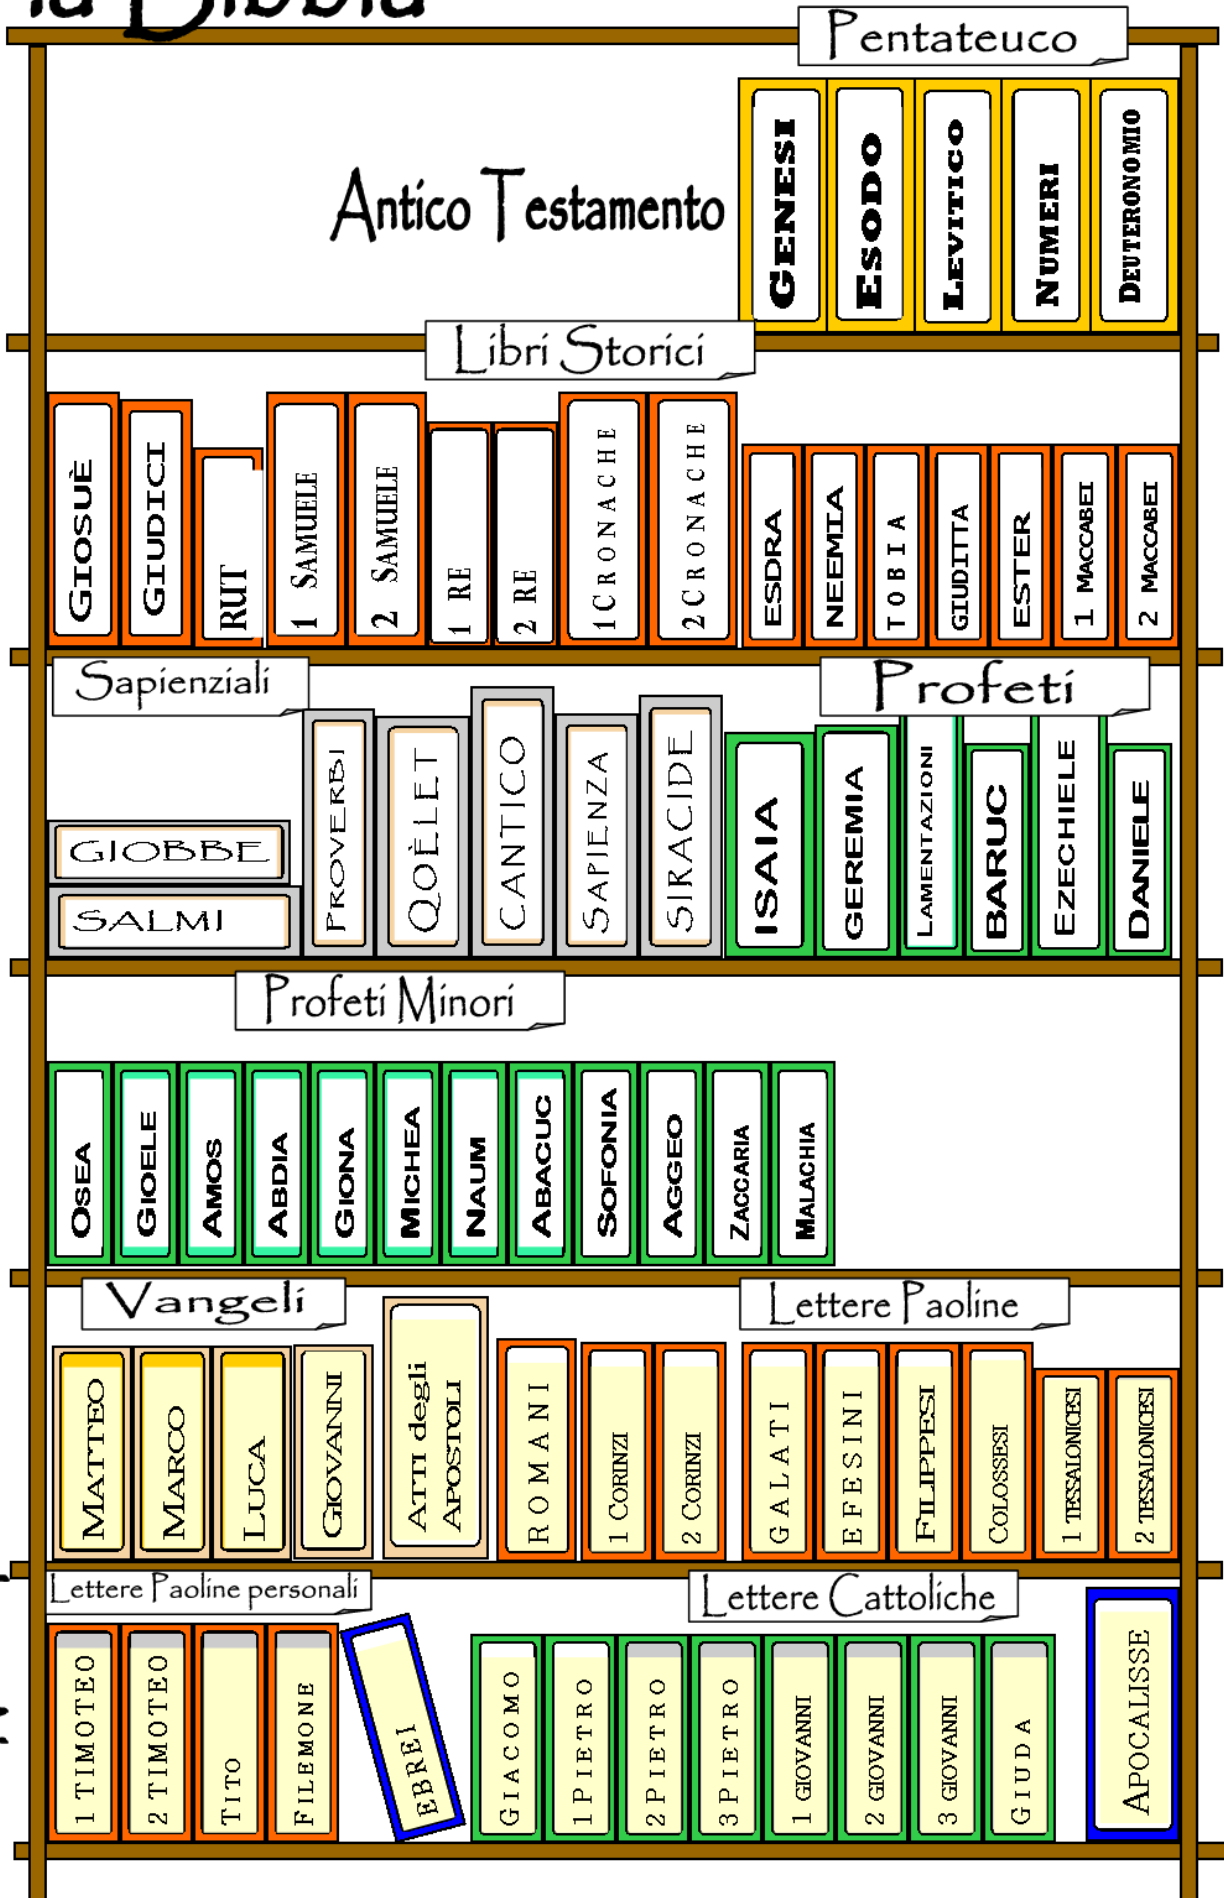 la Bibbia
Pentateuco
Antico Testamento
GENESI
ESODO
LEVITICO
NUMERI
DEUTERONOMIO
Libri Storici
GIOSUÈ
GIUDICI
RUT
1 SAMUELE
2 SAMUELE
1 RE
2 RE
1 CRONACHE
2 CRONACHE
ESDRA
NEEMIA
TOBIA
GIUDITTA
ESTER
1 MACCABEI
2 MACCABEI
Sapienziali
Profeti
GIOBBE
SALMI
PROVERBI
QOÈLET
CANTICO
SAPIENZA
SIRACIDE
ISAIA
GEREMIA
LAMENTAZIONI
BARUC
EZECHIELE
DANIELE
Profeti Minori
OSEA
GIOELE
AMOS
ABDIA
GIONA
MICHEA
NAUM
ABACUC
SOFONIA
AGGEO
ZACCARIA
MALACHIA
Vangeli
Lettere Paoline
MATTEO
MARCO
LUCA
GIOVANNI
ATTI degli
APOSTOLI
ROMANI
1 CORINZI
2 CORINZI
GALATI
EFESINI
FILIPPESI
COLOSSESI
1 TESSALONICESI
2 TESSALONICESI
Lettere Paoline personali
Lettere Cattoliche
1 TIMOTEO
2 TIMOTEO
TITO
FILEMONE
EBREI
GIACOMO
1 PIETRO
2 PIETRO
3 PIETRO
1 GIOVANNI
2 GIOVANNI
3 GIOVANNI
GIUDA
APOCALISSE